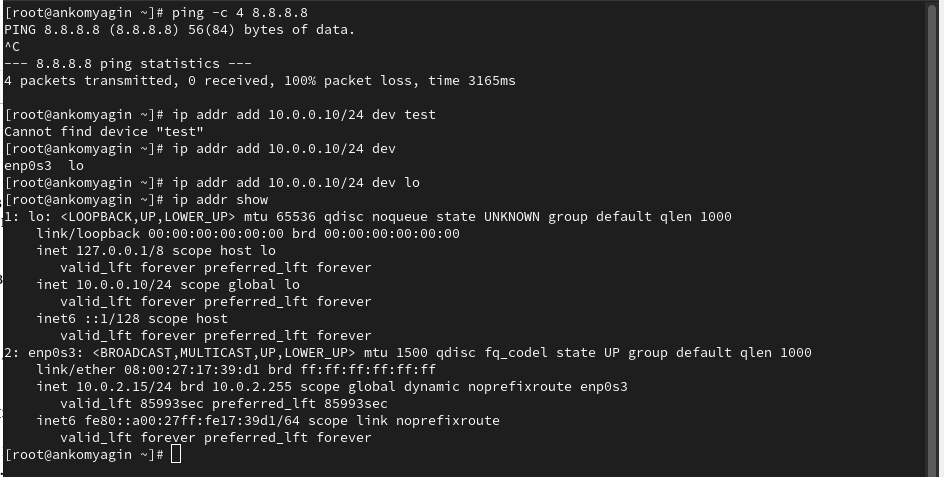 [root@ankomyagin ~]# ping -c 4 8.8.8.8
PING 8.8.8.8 (8.8.8.8) 56(84) bytes of data.
^C
--- 8.8.8.8 ping statistics ---
4 packets transmitted, 0 received, 100% packet loss, time 3165ms

[root@ankomyagin ~]# ip addr add 10.0.0.10/24 dev test
Cannot find device "test"
[root@ankomyagin ~]# ip addr add 10.0.0.10/24 dev
enp0s3  lo
[root@ankomyagin ~]# ip addr add 10.0.0.10/24 dev lo
[root@ankomyagin ~]# ip addr show
1: lo: <LOOPBACK,UP,LOWER_UP> mtu 65536 qdisc noqueue state UNKNOWN group default qlen 1000
    link/loopback 00:00:00:00:00:00 brd 00:00:00:00:00:00
    inet 127.0.0.1/8 scope host lo
       valid_lft forever preferred_lft forever
    inet 10.0.0.10/24 scope global lo
       valid_lft forever preferred_lft forever
    inet6 ::1/128 scope host
       valid_lft forever preferred_lft forever
2: enp0s3: <BROADCAST,MULTICAST,UP,LOWER_UP> mtu 1500 qdisc fq_codel state UP group default qlen 1000
    link/ether 08:00:27:17:39:d1 brd ff:ff:ff:ff:ff:ff
    inet 10.0.2.15/24 brd 10.0.2.255 scope global dynamic noprefixroute enp0s3
       valid_lft 85993sec preferred_lft 85993sec
    inet6 fe80::a00:27ff:fe17:39d1/64 scope link noprefixroute
       valid_lft forever preferred_lft forever
[root@ankomyagin ~]#